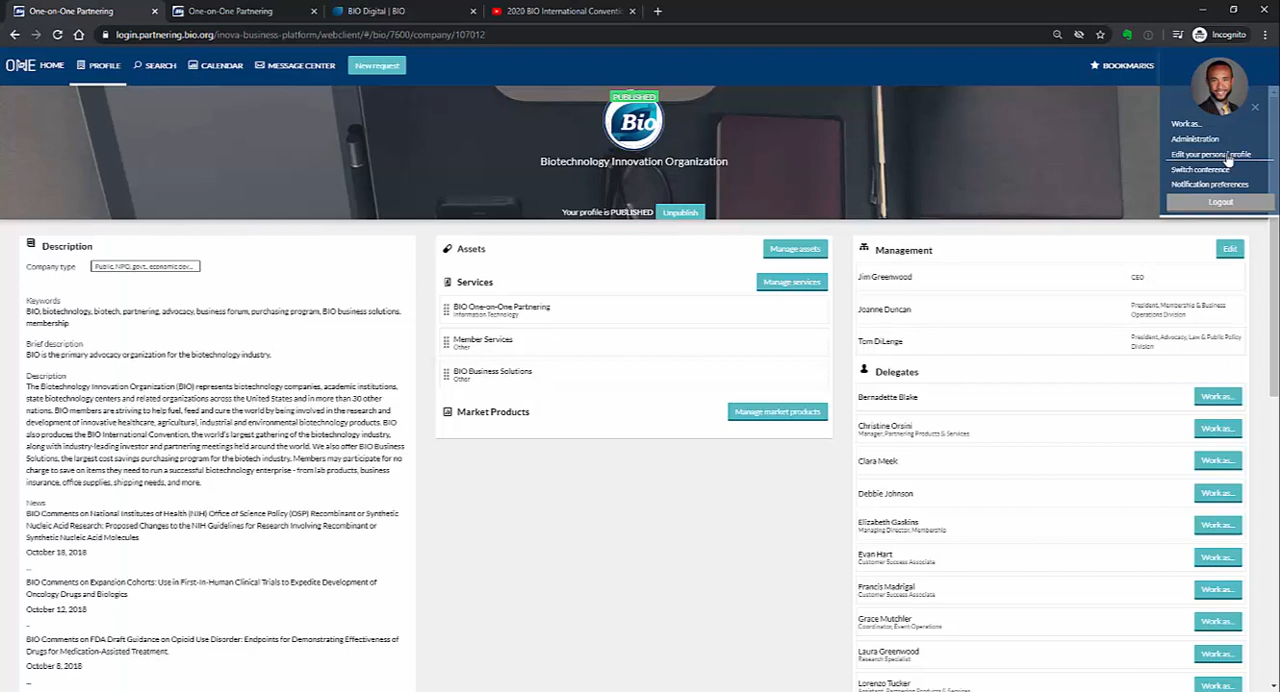 One-on-One Partnering
One-on-One Partnering
BIO Digital | BIO
2020 BIO International Conventi
login.partnering.bio.org/inova-business-platform/webclient/#/bio/7600/company/107012
Incognito
ONE HOME PROFILE SEARCH CALENDAR MESSAGE CENTER New request BOOKMARKS
PUBLISHED
Bio
Biotechnology Innovation Organization
Your profile is PUBLISHED Unpublish
Work as...
Administration
Edit your personal profile
Switch conference
Notification preferences
Logout
Description
Company type Public, NPO, govt., economic dev...
Keywords
BIO, biotechnology, biotech, partnering, advocacy, business forum, purchasing program, BIO business solutions,
membership
Brief description
BIO is the primary advocacy organization for the biotechnology industry.
Description
The Biotechnology Innovation Organization (BIO) represents biotechnology companies, academic institutions,
state biotechnology centers and related organizations across the United States and in more than 30 other
nations. BIO members are striving to help fuel, feed and cure the world by being involved in the research and
development of innovative healthcare, agricultural, industrial and environmental biotechnology products. BIO
also produces the BIO International Convention, the world's largest gathering of the biotechnology industry,
along with industry-leading investor and partnering meetings held around the world. We also offer BIO Business
Solutions, the largest cost savings purchasing program for the biotech industry. Members may participate for no
charge to save on items they need to run a successful biotechnology enterprise - from lab products, business
insurance, office supplies, shipping needs, and more.
News
BIO Comments on National Institutes of Health (NIH) Office of Science Policy (OSP) Recombinant or Synthetic
Nucleic Acid Research: Proposed Changes to the NIH Guidelines for Research Involving Recombinant or
Synthetic Nucleic Acid Molecules
October 18, 2018
--
BIO Comments on Expansion Cohorts: Use in First-In-Human Clinical Trials to Expedite Development of
Oncology Drugs and Biologics
October 12, 2018
-
BIO Comments on FDA Draft Guidance on Opioid Use Disorder: Endpoints for Demonstrating Effectiveness of
Drugs for Medication-Assisted Treatment.
October 8, 2018
--
Assets Manage assets
Services Manage services
BIO One-on-One Partnering
Information Technology
Member Services
Other
BIO Business Solutions
Other
Market Products Manage market products
Management Edit
Jim Greenwood CEO
Joanne Duncan President, Membership & Business
Operations Division
Tom DiLenge President, Advocacy, Law & Public Policy
Division
Delegates
Bernadette Blake Work as...
Christine Orsini Work as...
Manager, Partnering Products & Services
Clara Meek Work as...
Debbie Johnson Work as...
Elizabeth Gaskins Work as...
Managing Director, Membership
Evan Hart Work as...
Customer Success Associate
Francis Madrigal Work as...
Customer Success Associate
Grace Mutchler Work as...
Coordinator, Event Operations
Laura Greenwood Work as...
Research Specialist
Lorenzo Tucker Work as...
Assistant, Partnering Products & Services